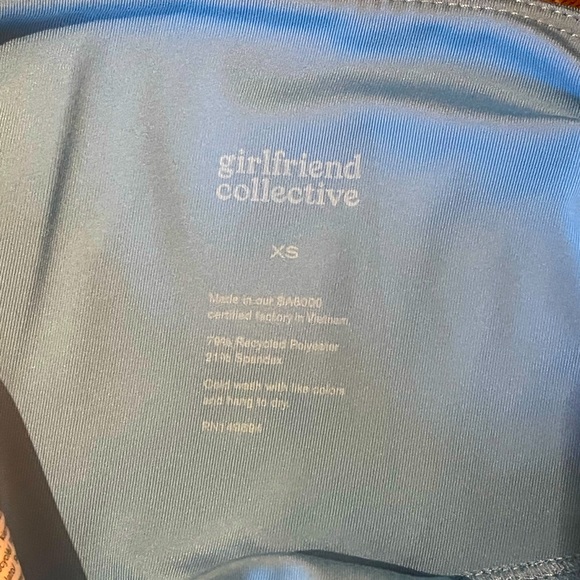 girlfriend
collective
XS
Made in our SA8000
certified factory in Vietnam.
79% Recycled Polyester
21% Spandex
Cold wash with like colors
and hang to dry.
RN149694